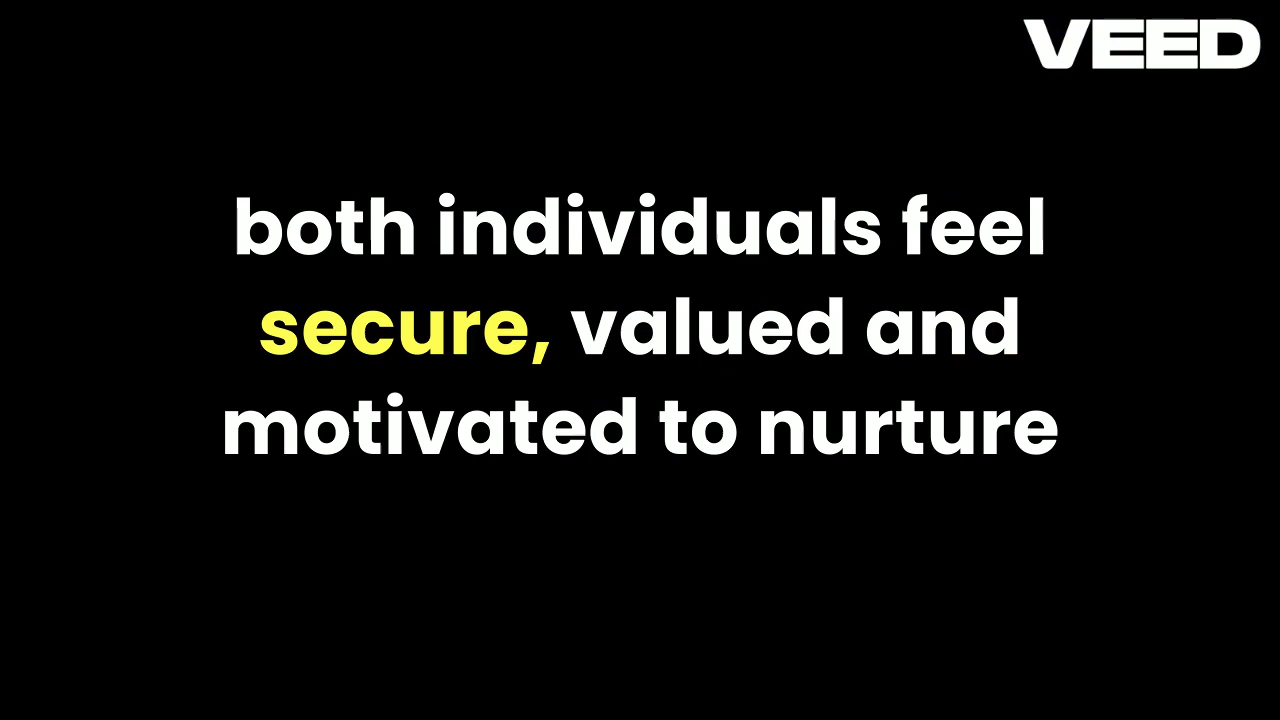 VEED
both individuals feel
secure, valued and
motivated to nurture